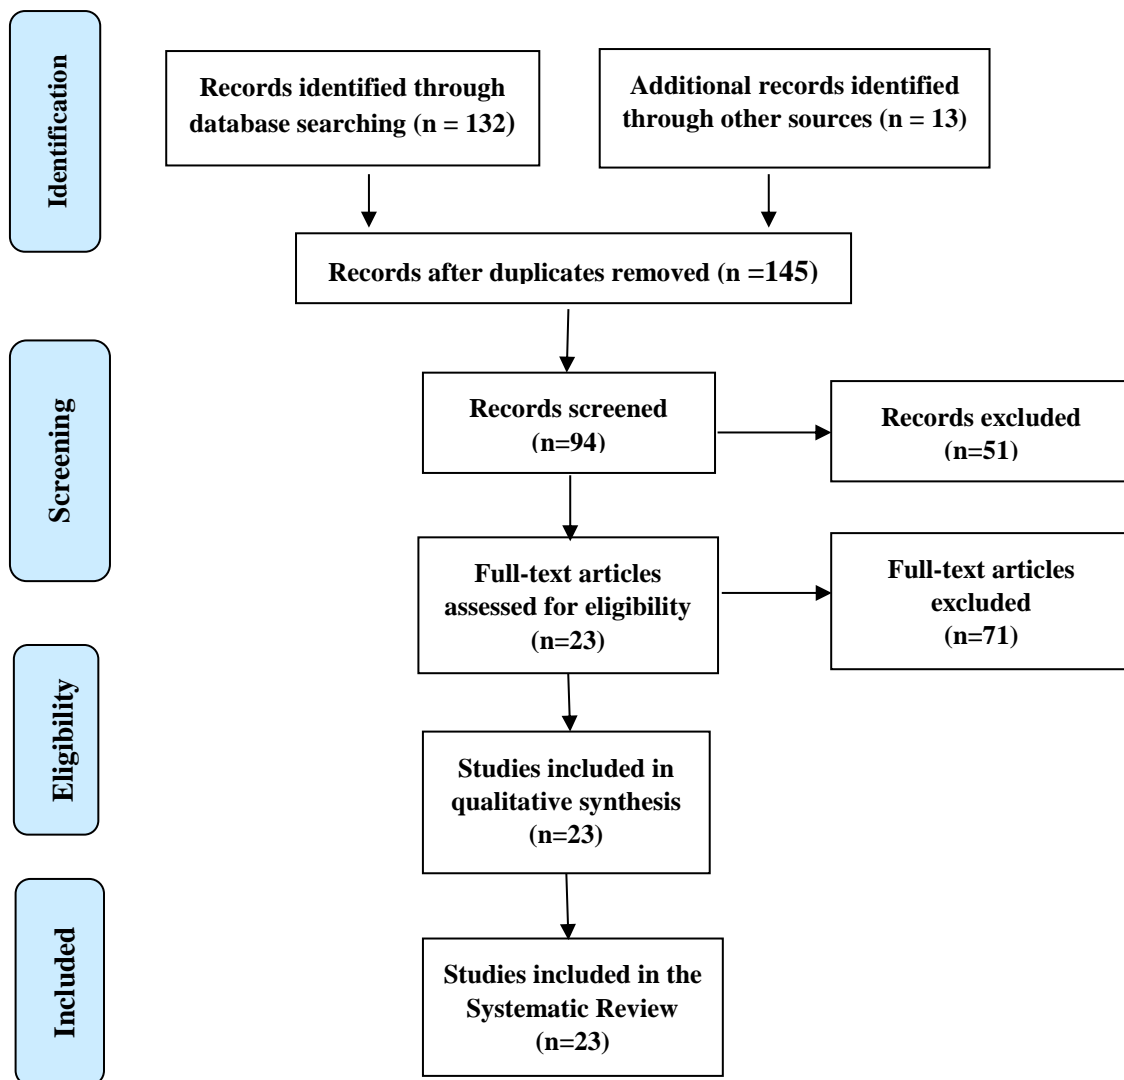 Identification
Records identified through
database searching (n = 132)
Additional records identified
through other sources (n = 13)
Records after duplicates removed (n =145)
Screening
Records screened
(n=94)
Records excluded
(n=51)
Full-text articles
assessed for eligibility
(n=23)
Full-text articles
excluded
(n=71)
Eligibility
Studies included in
qualitative synthesis
(n=23)
Included
Studies included in the
Systematic Review
(n=23)